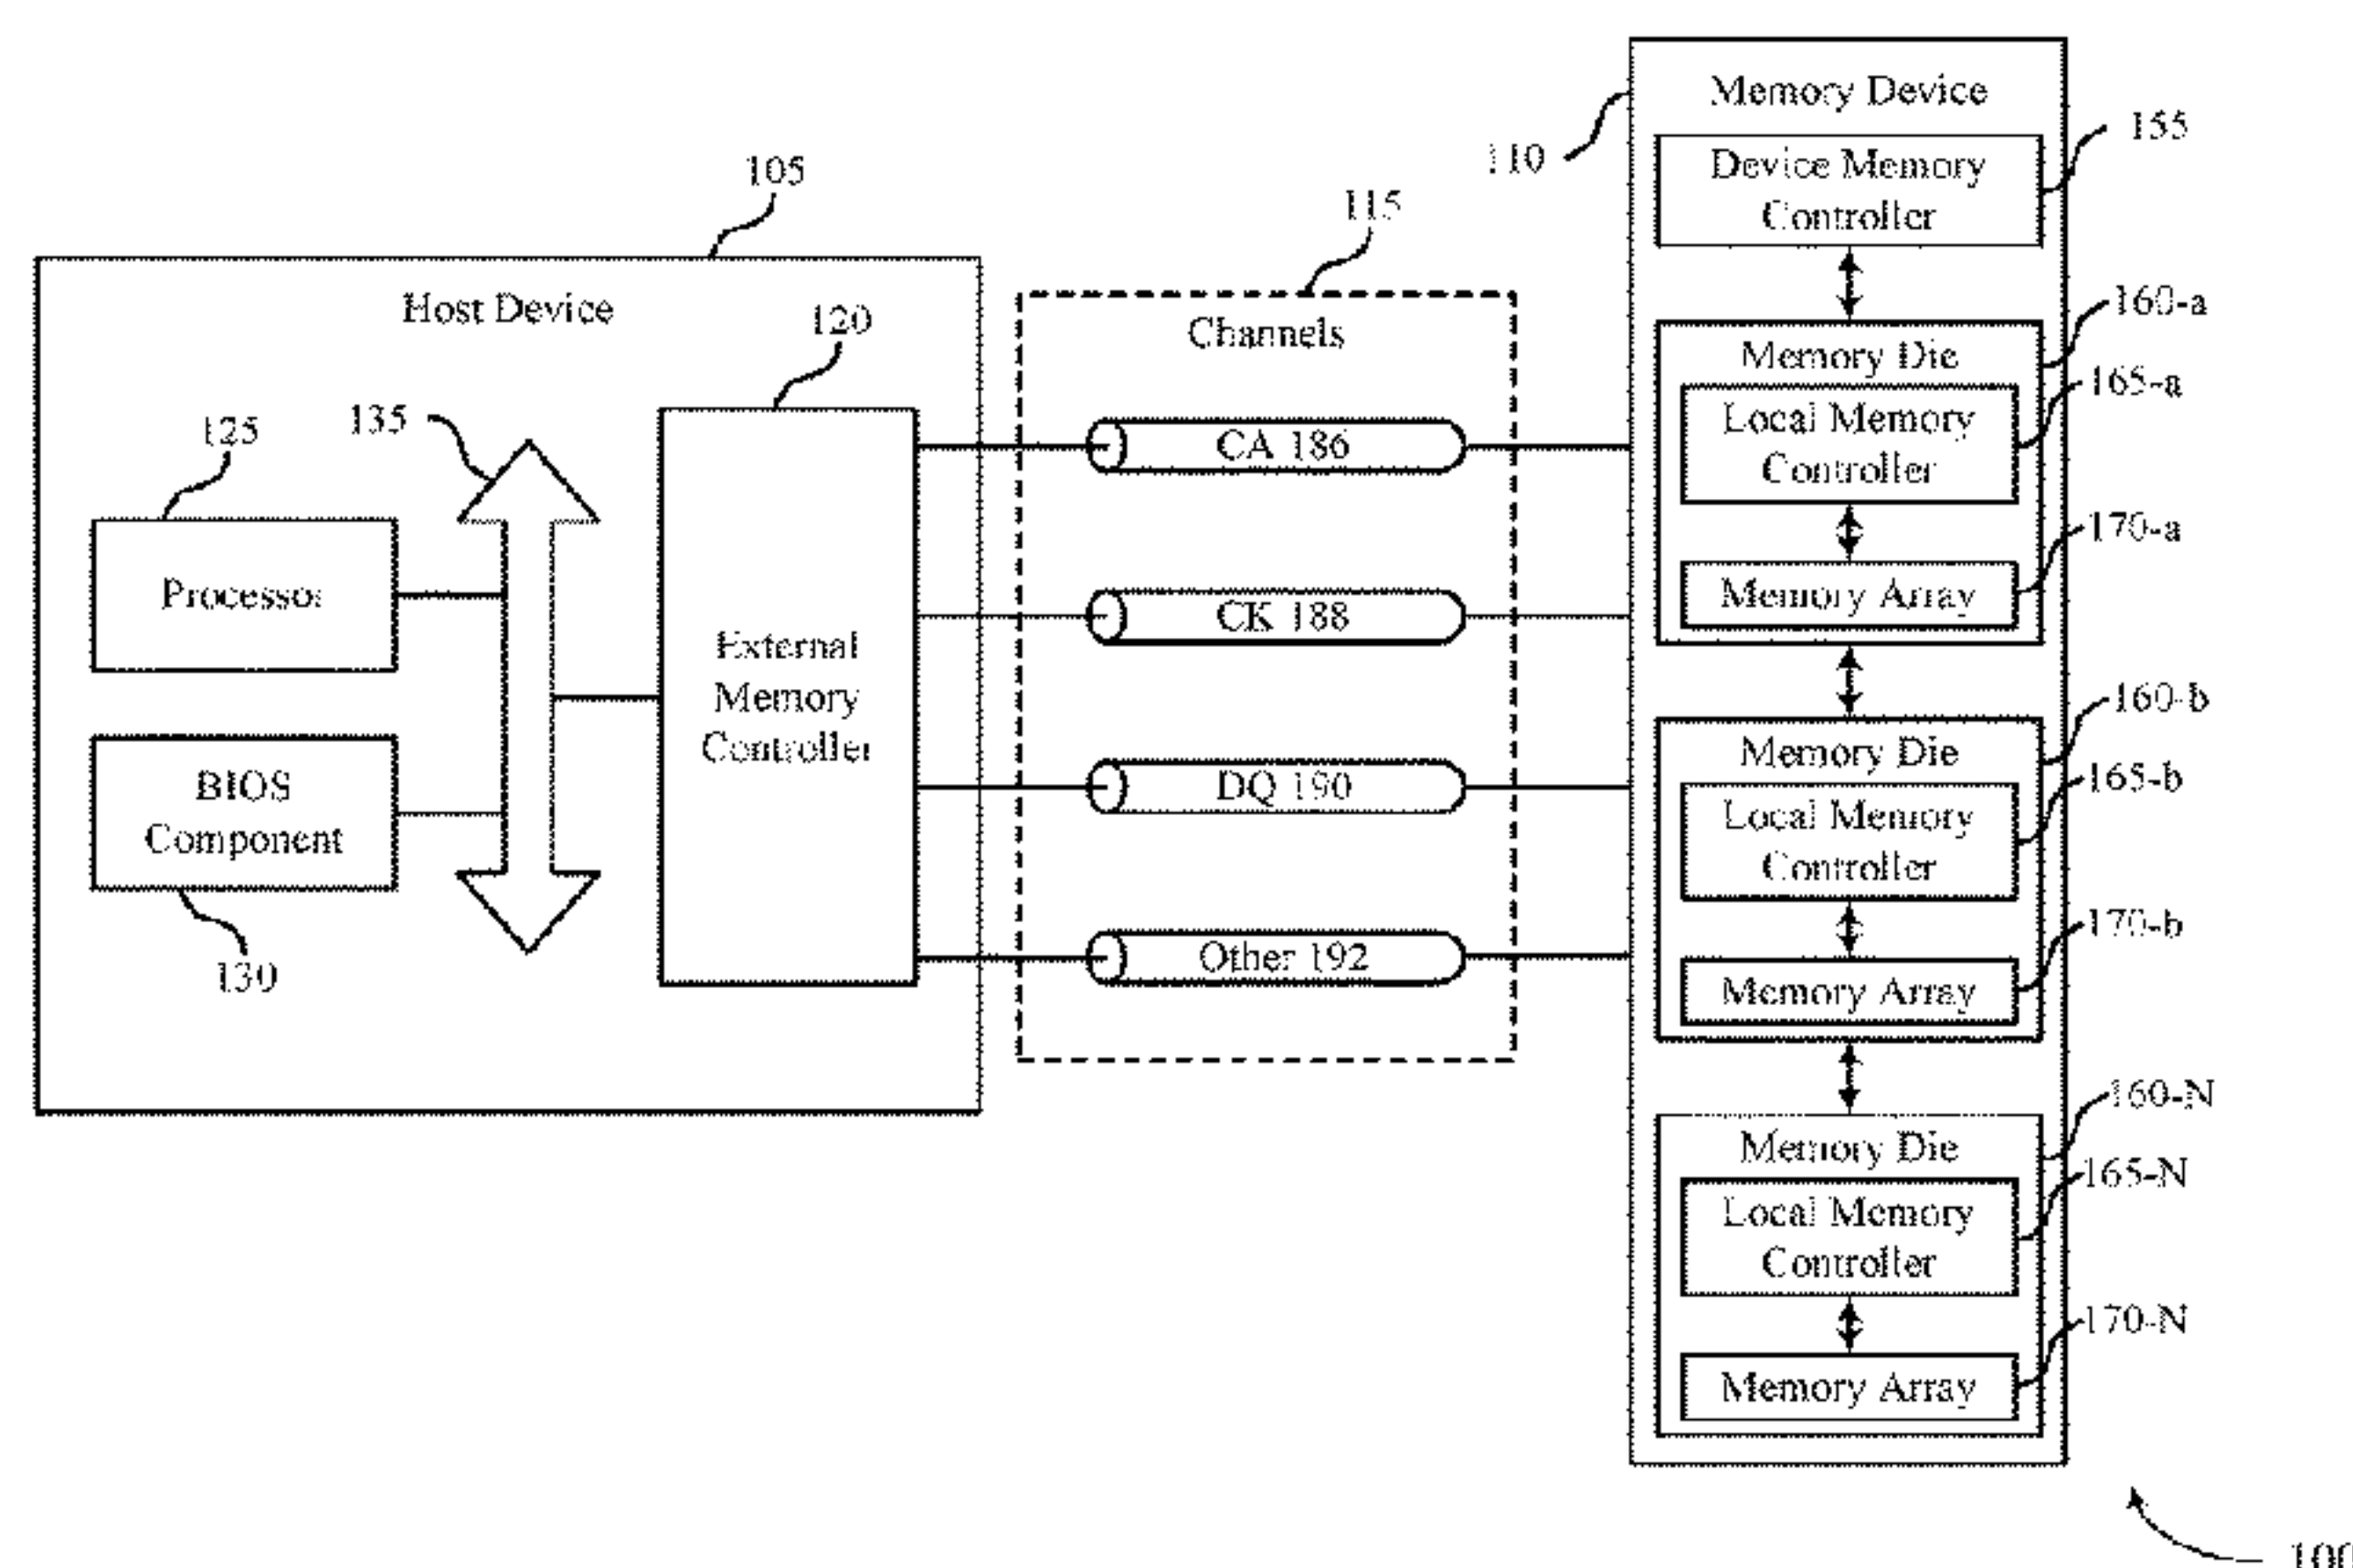 105
Host Device
120
125
135
Processor
External
Memory
Controller
BIOS
Component
130
115
Channels
CA 186
CK 188
DQ 190
Other 192
110
Memory Device
155
Device Memory
Controller
160-a
Memory Die
165-a
Local Memory
Controller
170-a
Memory Array
160-b
Memory Die
165-b
Local Memory
Controller
170-b
Memory Array
160-N
Memory Die
165-N
Local Memory
Controller
170-N
Memory Array
100